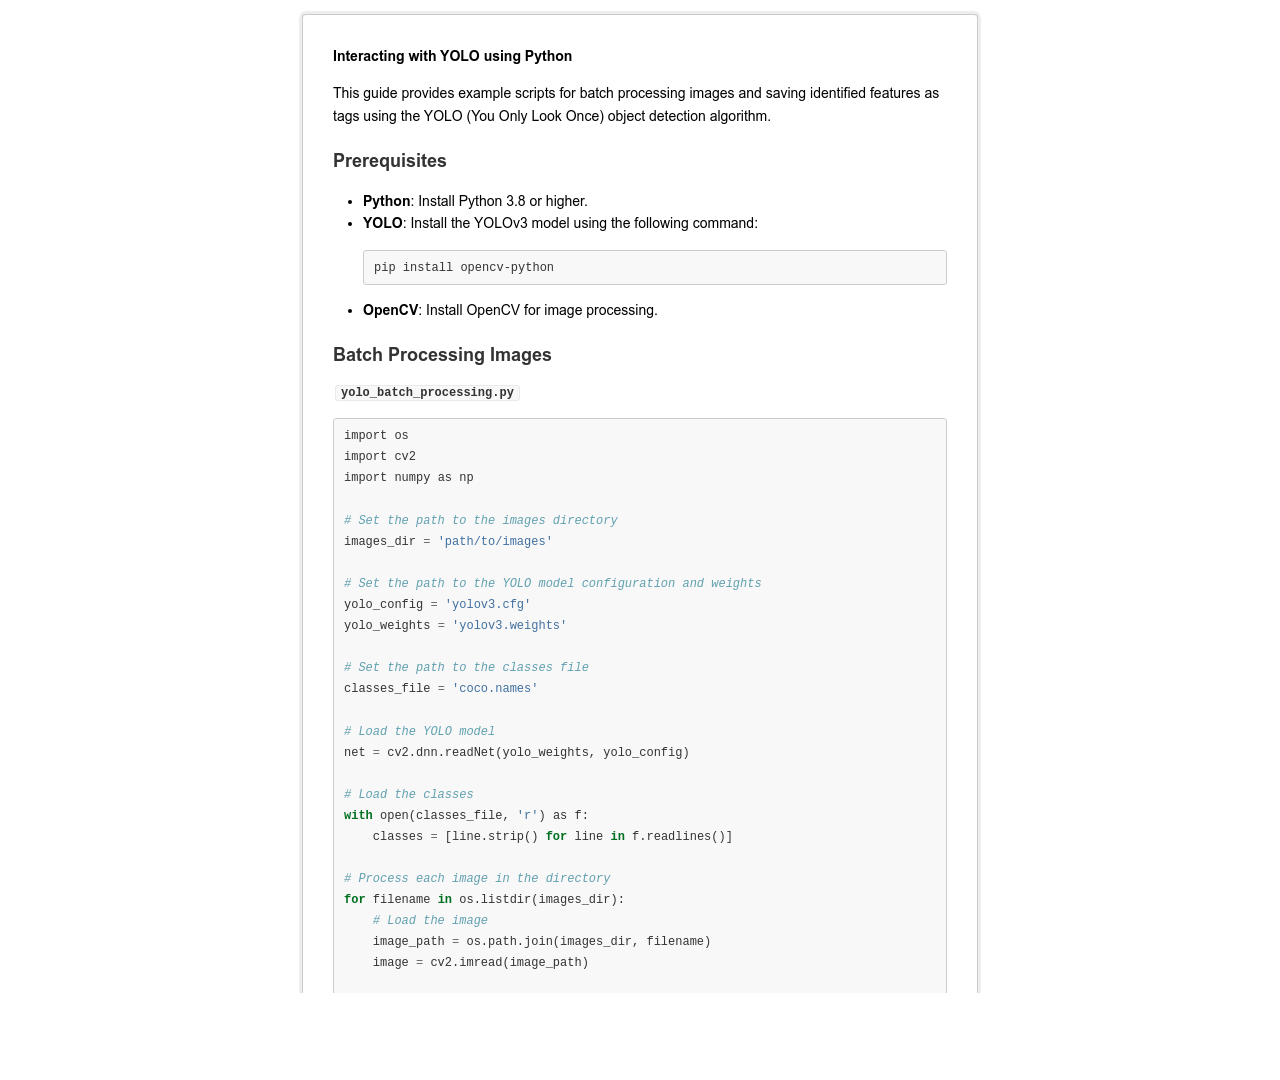 Interacting with YOLO using Python
This guide provides example scripts for batch processing images and saving identified features as
tags using the YOLO (You Only Look Once) object detection algorithm.
Prerequisites
• Python: Install Python 3.8 or higher.
• YOLO: Install the YOLOv3 model using the following command:
pip install opencv-python
• OpenCV: Install OpenCV for image processing.
Batch Processing Images
yolo_batch_processing.py
import os
import cv2
import numpy as np

# Set the path to the images directory
images_dir = 'path/to/images'

# Set the path to the YOLO model configuration and weights
yolo_config = 'yolov3.cfg'
yolo_weights = 'yolov3.weights'

# Set the path to the classes file
classes_file = 'coco.names'

# Load the YOLO model
net = cv2.dnn.readNet(yolo_weights, yolo_config)

# Load the classes
with open(classes_file, 'r') as f:
    classes = [line.strip() for line in f.readlines()]

# Process each image in the directory
for filename in os.listdir(images_dir):
    # Load the image
    image_path = os.path.join(images_dir, filename)
    image = cv2.imread(image_path)